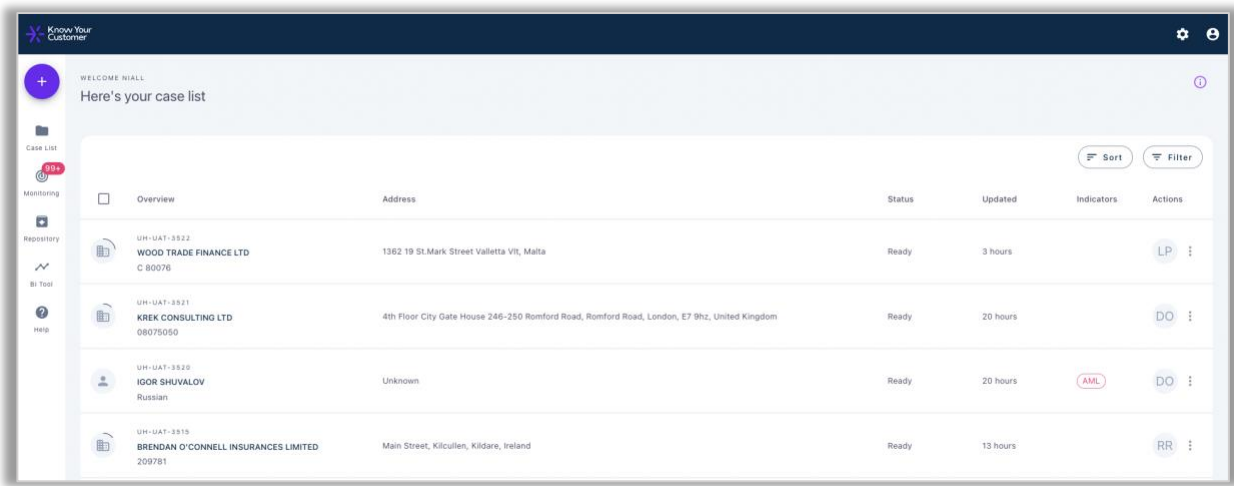 Know Your
Customer
WELCOME NIALL
Here's your case list
Case List
99+
Monitoring
Repository
Bi Tool
Help
Sort
Filter
Overview
Address
Status
Updated
Indicators
Actions
UH-UAT-3522
WOOD TRADE FINANCE LTD
C 80076
1362 19 St.Mark Street Valletta Vlt, Malta
Ready
3 hours
LP
UH-UAT-3521
KREK CONSULTING LTD
08075050
4th Floor City Gate House 246-250 Romford Road, Romford Road, London, E7 9hz, United Kingdom
Ready
20 hours
DO
UH-UAT-3520
IGOR SHUVALOV
Russian
Unknown
Ready
20 hours
AML
DO
UH-UAT-3515
BRENDAN O'CONNELL INSURANCES LIMITED
209781
Main Street, Kilcullen, Kildare, Ireland
Ready
13 hours
RR